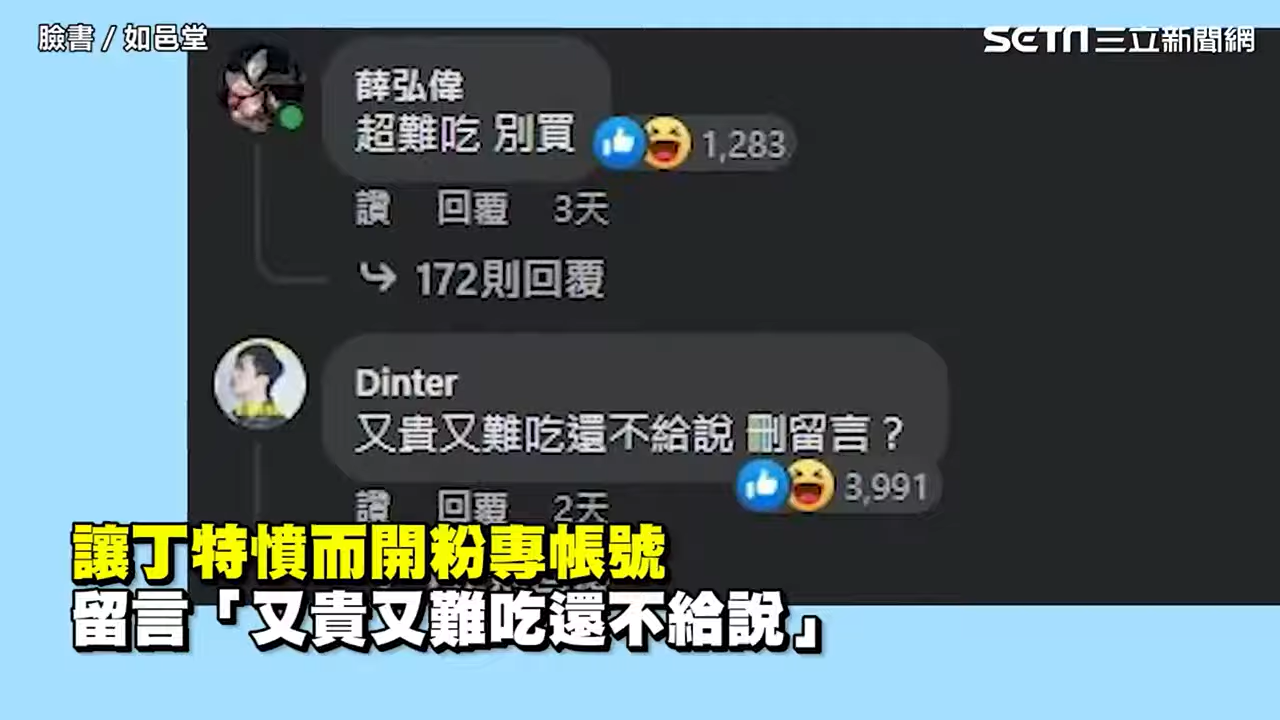 臉書 / 如邑堂
SETN三立新聞網
薛弘偉
超難吃 別買
1,283
讚 回覆 3天
172則回覆
Dinter
又貴又難吃還不給說 刪留言？
3,991
讚 回覆 2天
讓丁特憤而開粉專帳號
留言「又貴又難吃還不給說」